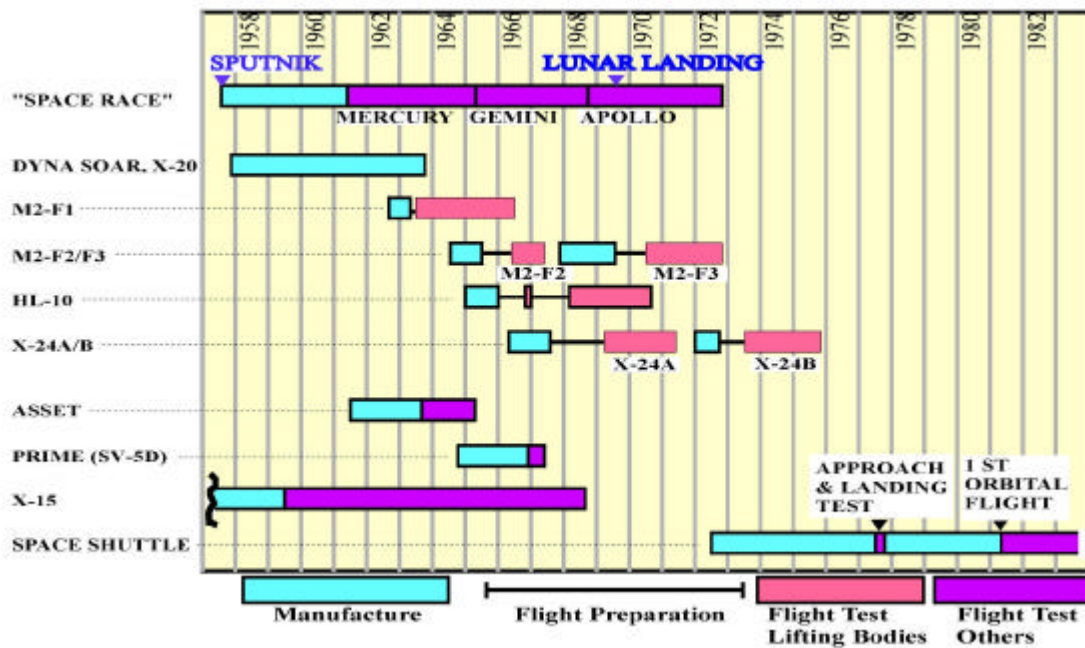 1958 1960 1962 1964 1966 1968 1970 1972 1974 1976 1978 1980 1982
SPUTNIK LUNAR LANDING
"SPACE RACE"
MERCURY GEMINI APOLLO
DYNA SOAR, X-20
M2-F1
M2-F2/F3
M2-F2 M2-F3
HL-10
X-24A/B
X-24A X-24B
ASSET
PRIME (SV-5D)
APPROACH
& LANDING
TEST
1 ST
ORBITAL
FLIGHT
X-15
SPACE SHUTTLE
Manufacture
Flight Preparation
Flight Test
Lifting Bodies
Flight Test
Others